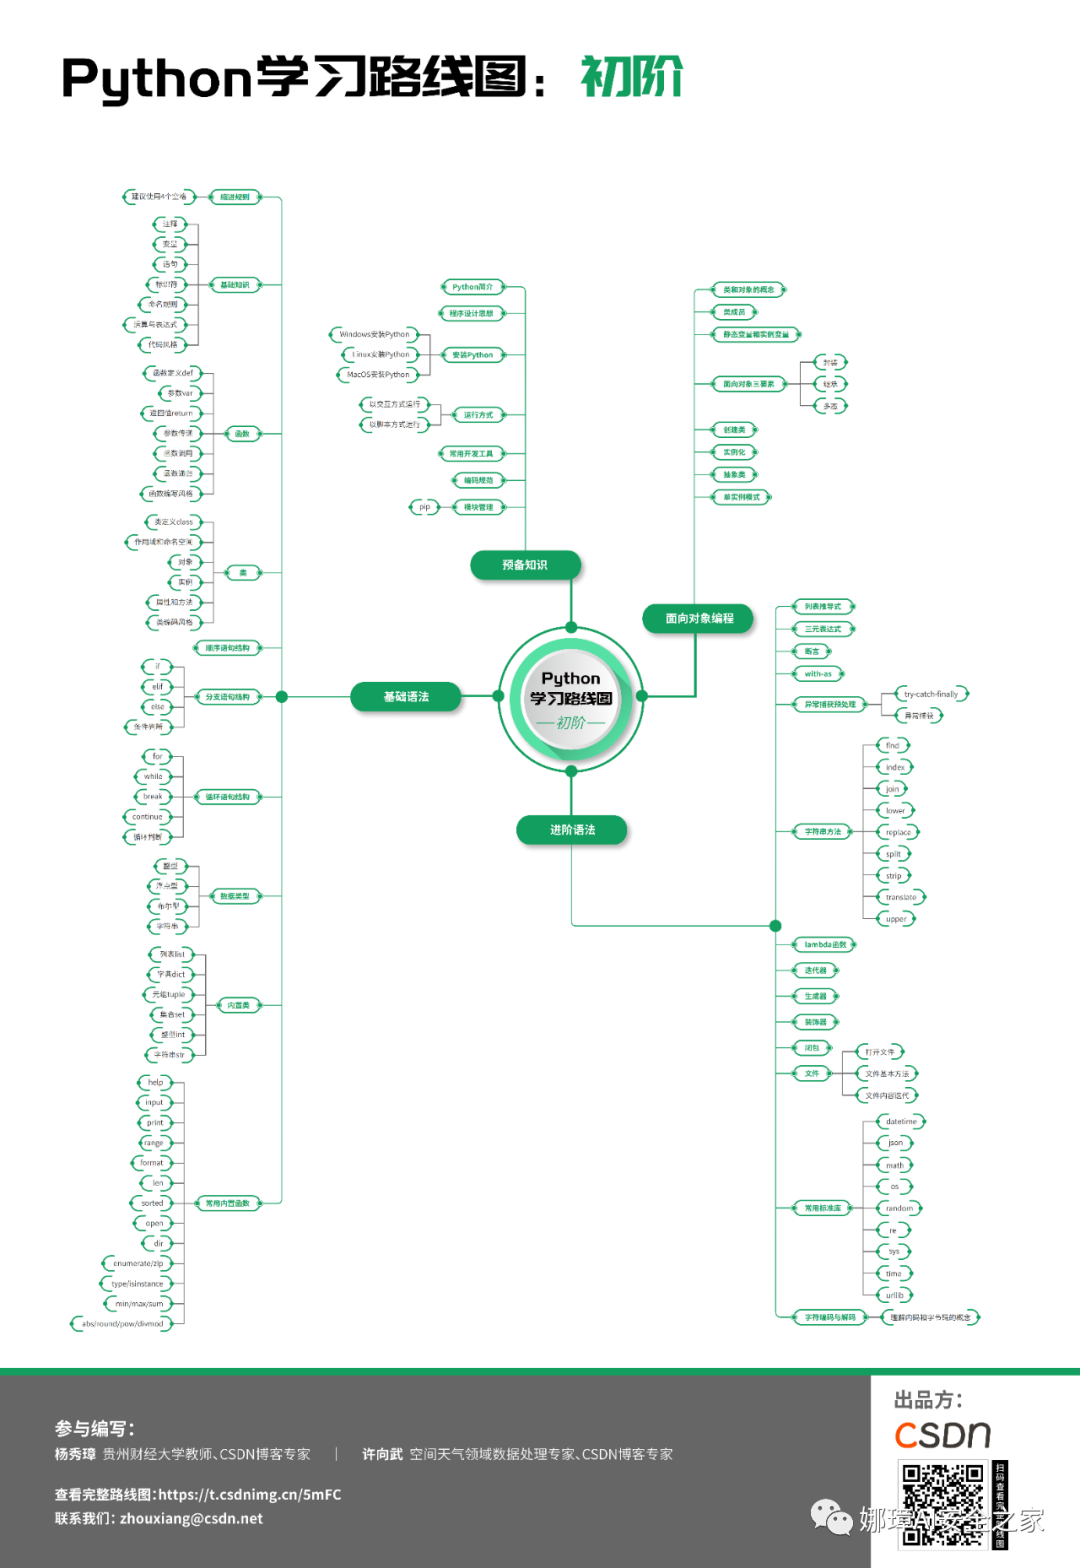 Python学习路线图：初阶
建议使用4个空格
缩进规则
注释
变量
语句
标识符
命名规则
运算与表达式
代码风格
基础知识
函数定义def
参数var
返回值return
参数传递
函数调用
函数闭包
函数编写风格
函数
类定义class
作用域和命名空间
对象
实例
属性和方法
类编码风格
类
顺序语句结构
if
elif
else
条件判断
分支语句结构
for
while
break
continue
循环判断
循环语句结构
整型
浮点型
布尔型
字符串
数据类型
列表list
字典dict
元组tuple
集合set
整型int
字符串str
内置类
help
input
print
range
format
len
sorted
open
dir
enumerate/zip
type/isinstance
min/max/sum
abs/round/pow/divmod
常用内置函数
基础语法
Python简介
程序设计思想
Windows安装Python
Linux安装Python
MacOS安装Python
安装Python
以交互方式运行
以脚本方式运行
运行方式
常用开发工具
编码规范
pip
模块管理
预备知识
Python
学习路线图
初阶
类和对象的概念
类成员
静态变量和实例变量
面向对象三要素
封装
继承
多态
创建类
实例化
抽象类
单实例模式
面向对象编程
进阶语法
列表推导式
三元表达式
断言
with-as
异常捕获预处理
try-catch-finally
异常捕获
字符串方法
find
index
join
lower
replace
split
strip
translate
upper
lambda函数
迭代器
生成器
装饰器
闭包
文件
打开文件
文件基本方法
文件内容迭代
常用标准库
datetime
json
math
os
random
re
sys
time
urllib
字符编码与解码
理解内码和字节码的概念
参与编写：
杨秀璋 贵州财经大学教师、CSDN博客专家 | 许向武 空间天气领域数据处理专家、CSDN博客专家
查看完整路线图：https://t.csdnimg.cn/5mFC
联系我们：zhouxiang@csdn.net
出品方：
CSDN
扫码查看完整路线图
娜璋AI安全之家